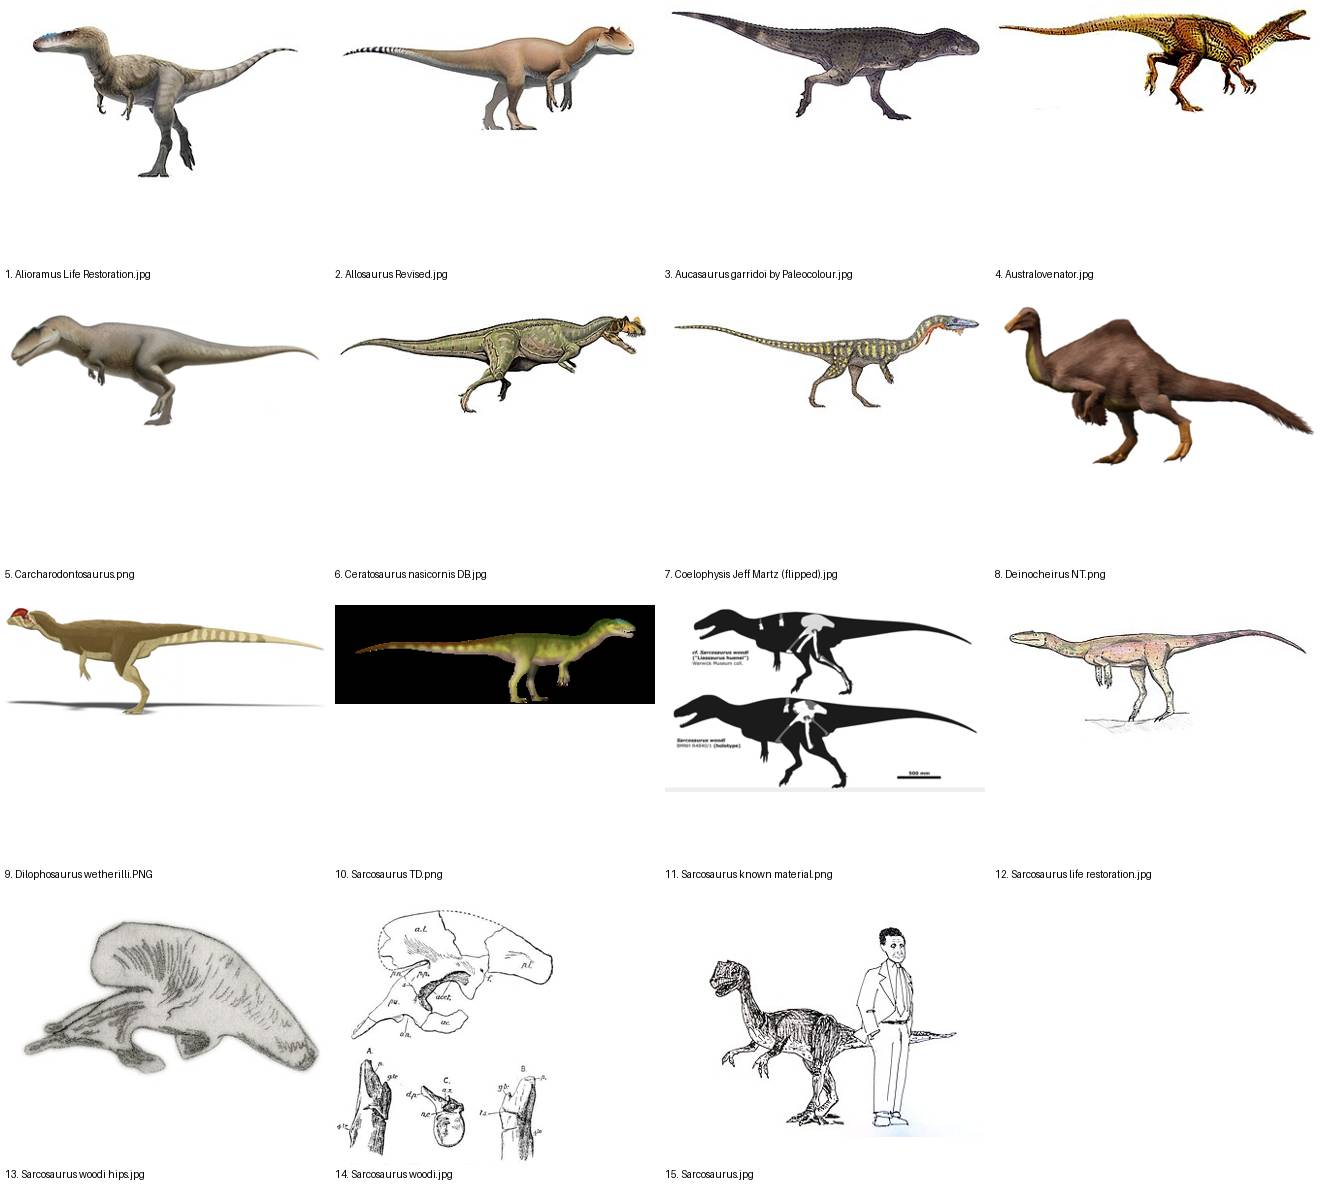 1. Alioramus Life Restoration.jpg
2. Allosaurus Revised.jpg
3. Aucasaurus garridoi by Paleocolour.jpg
4. Australovenator.jpg
5. Carcharodontosaurus.png
6. Ceratosaurus nasicornis DB.jpg
7. Coelophysis Jeff Martz (flipped).jpg
8. Deinocheirus NT.png
cf. Sarcosaurus woodi
("Liassaurus huenei")
Warwick Museum coll.
Sarcosaurus woodi
BMNH R4840/1 (holotype)
500 mm
9. Dilophosaurus wetherilli.PNG
10. Sarcosaurus TD.png
11. Sarcosaurus known material.png
12. Sarcosaurus life restoration.jpg
a.l.
p.l.
pu.
acet.
A.
C.
B.
13. Sarcosaurus woodi hips.jpg
14. Sarcosaurus woodi.jpg
15. Sarcosaurus.jpg